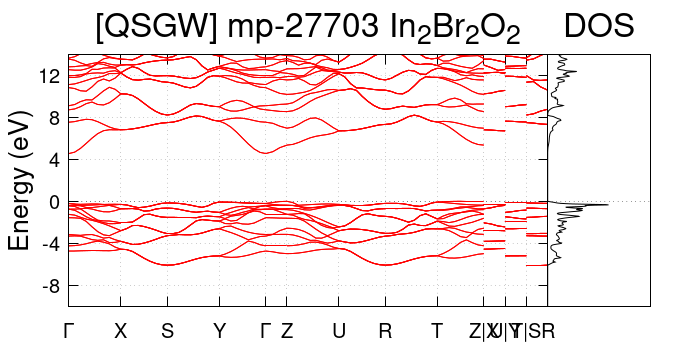 [QSGW] mp-27703 In₂Br₂O₂ DOS
Energy (eV)
12
8
4
0
-4
-8
Γ X S Y Γ Z U R T Z|X U|Y T|S R